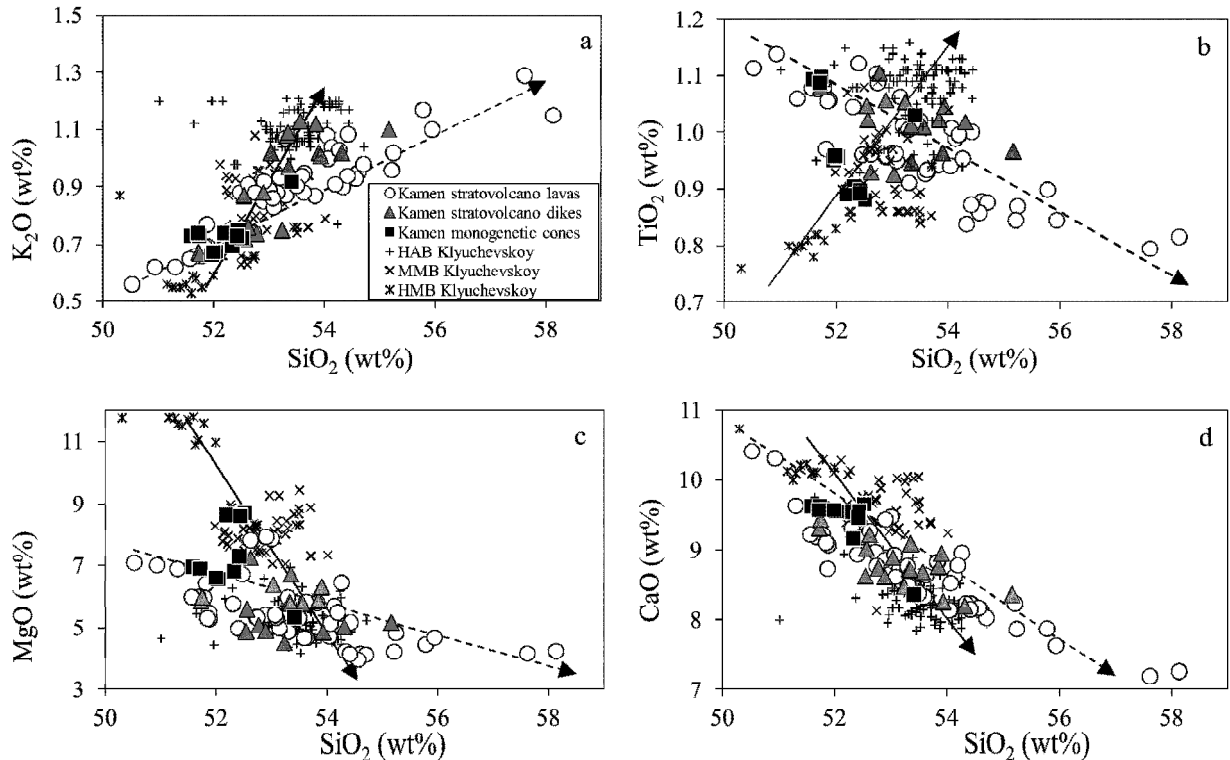 a
K2O (wt%)
1.5
1.3
1.1
0.9
0.7
0.5
50 52 54 56 58
SiO2 (wt%)
Kamen stratovolcano lavas
Kamen stratovolcano dikes
Kamen monogenetic cones
HAB Klyuchevskoy
MMB Klyuchevskoy
HMB Klyuchevskoy
b
TiO2 (wt%)
1.2
1.1
1.0
0.9
0.8
0.7
50 52 54 56 58
SiO2 (wt%)
c
MgO (wt%)
11
9
7
5
3
50 52 54 56 58
SiO2 (wt%)
d
CaO (wt%)
11
10
9
8
7
50 52 54 56 58
SiO2 (wt%)